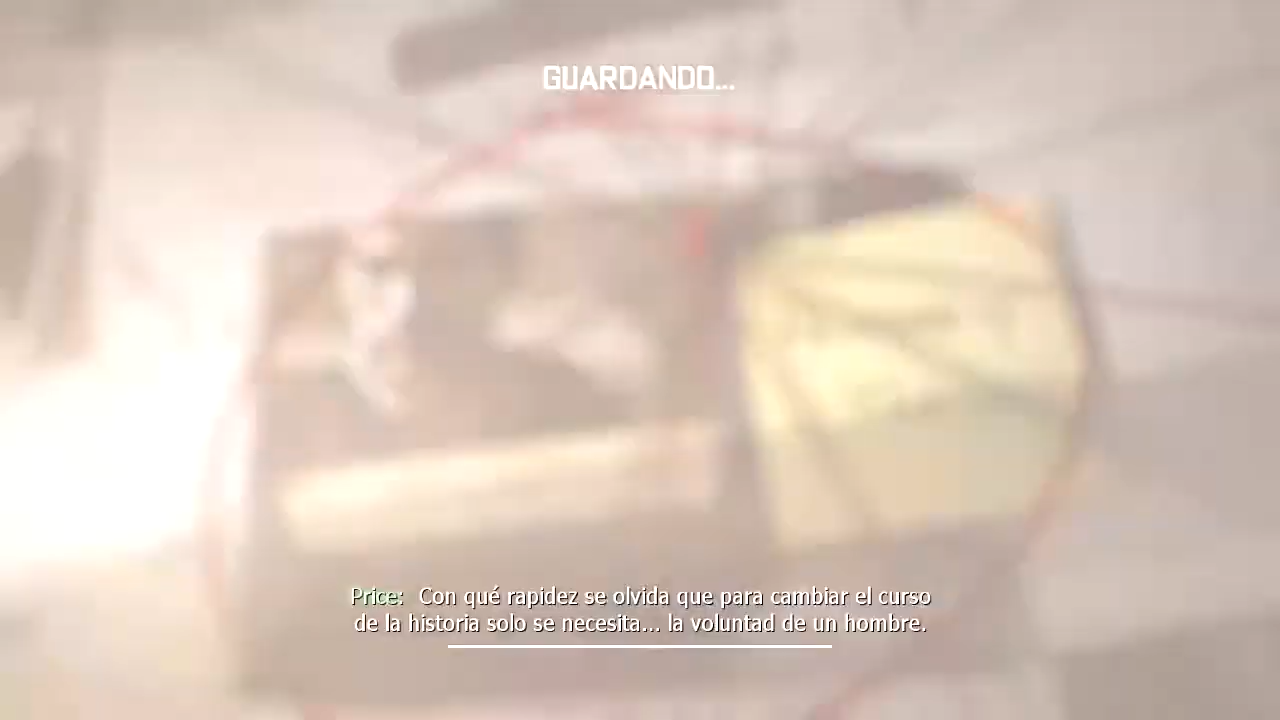 GUARDANDO...
Price: Con qué rapidez se olvida que para cambiar el curso
de la historia solo se necesita... la voluntad de un hombre.